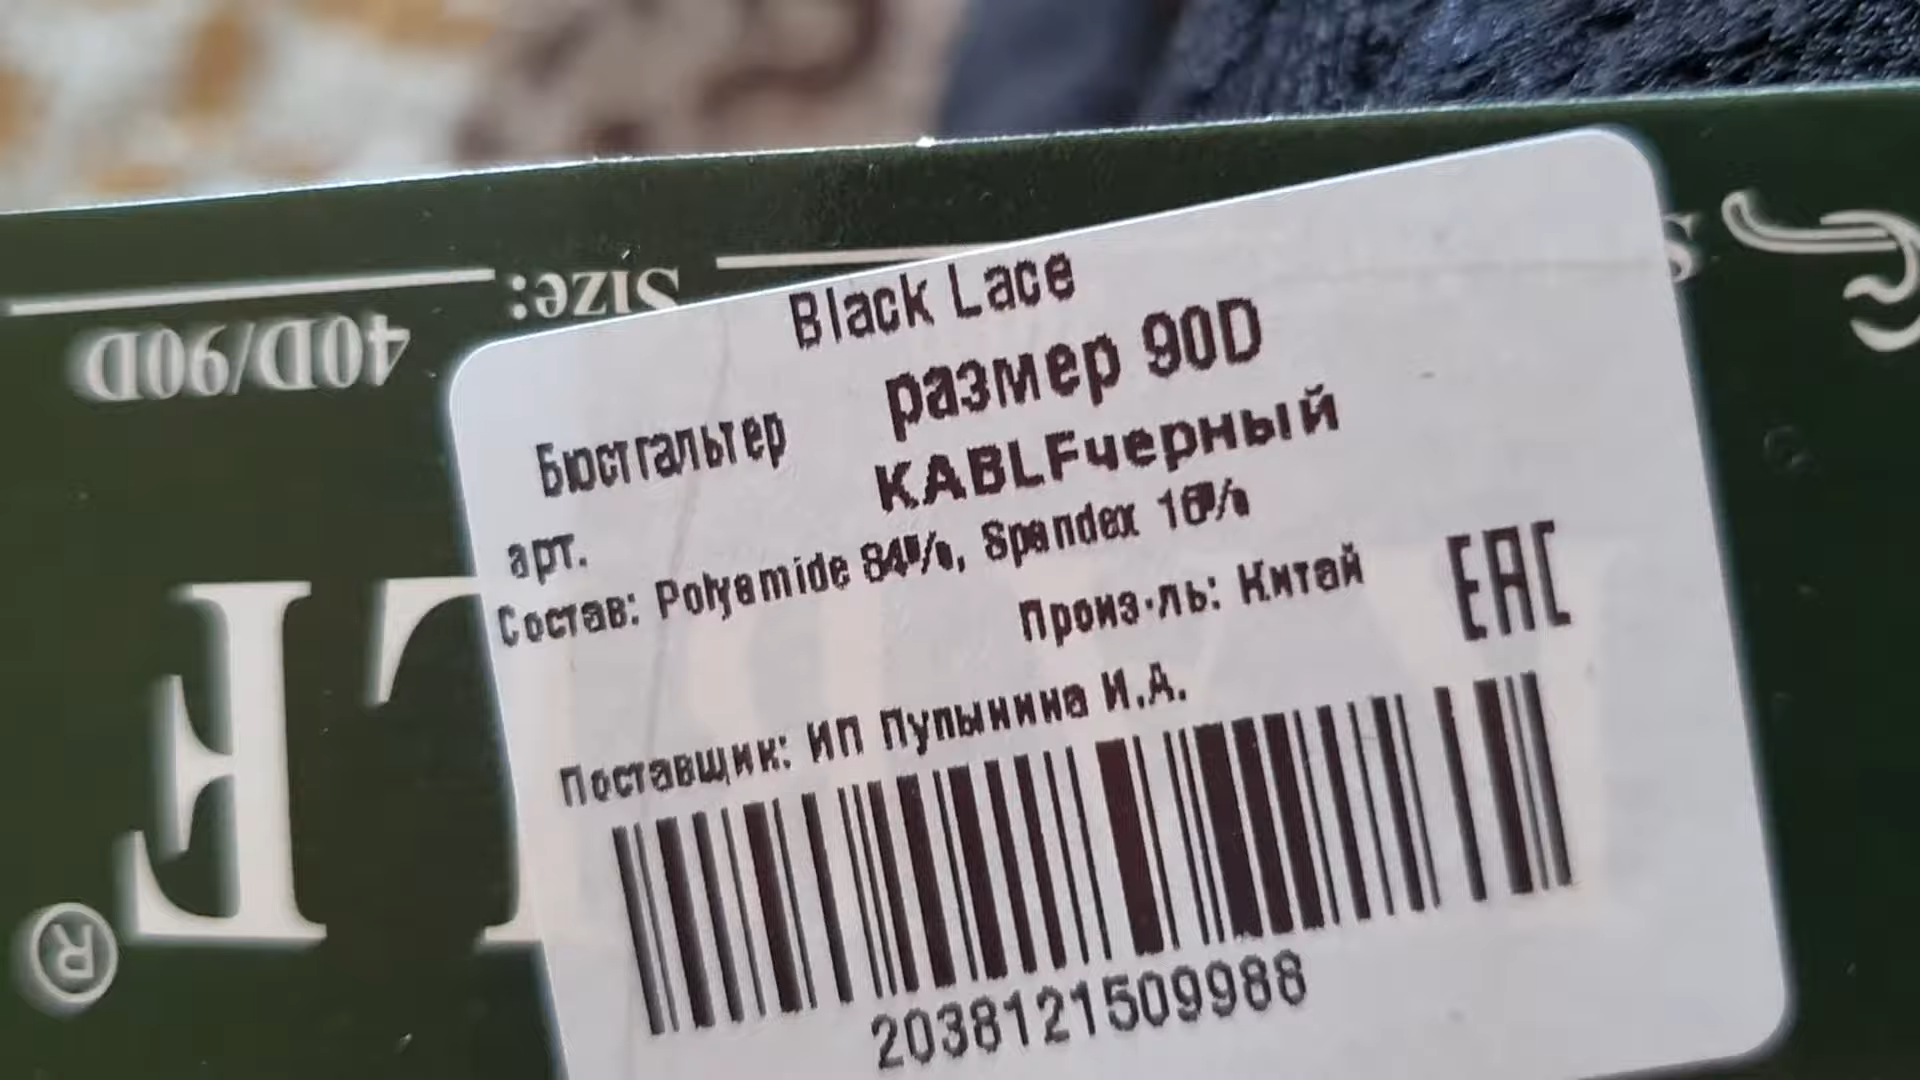 Size:
40D/90D
Black Lace
размер 90D
Бюстгальтер
KABLFчерный
арт.
Состав: Polyamide 84%, Spandex 16%
Произ-ль: Китай
EAC
Поставщик: ИП Пупынина И.А.
2038121509988
®